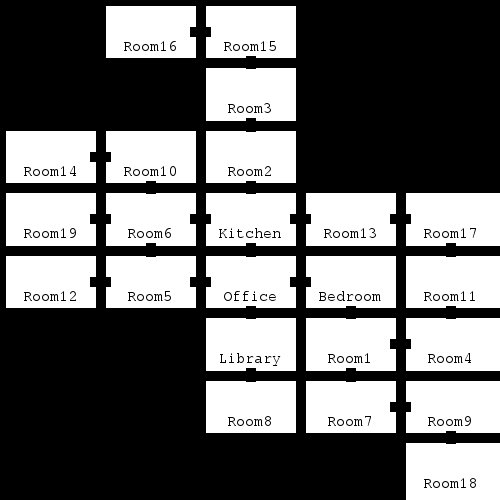 Room16 Room15
Room3
Room14 Room10 Room2
Room19 Room6 Kitchen Room13 Room17
Room12 Room5 Office Bedroom Room11
Library Room1 Room4
Room8 Room7 Room9
Room18